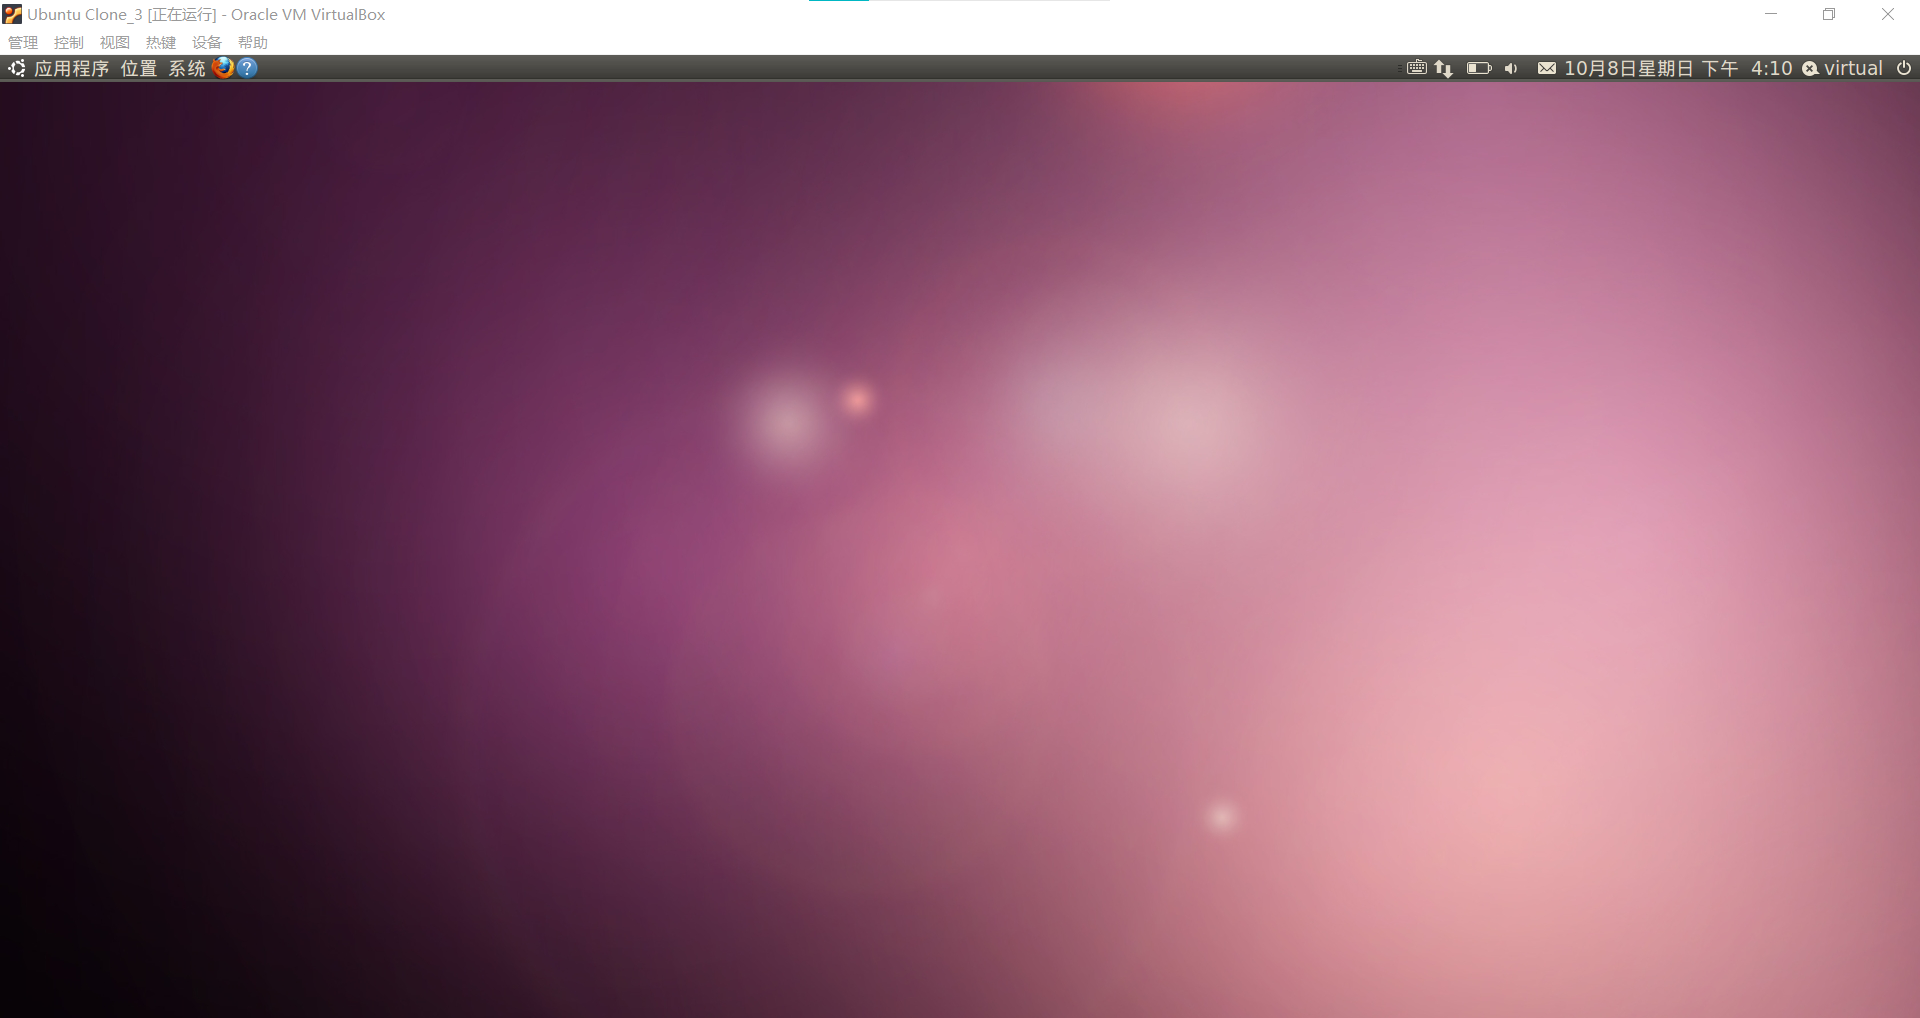 Ubuntu Clone_3 [正在运行] - Oracle VM VirtualBox
管理 控制 视图 热键 设备 帮助
应用程序 位置 系统 ? 10月8日星期日 下午 4:10 virtual